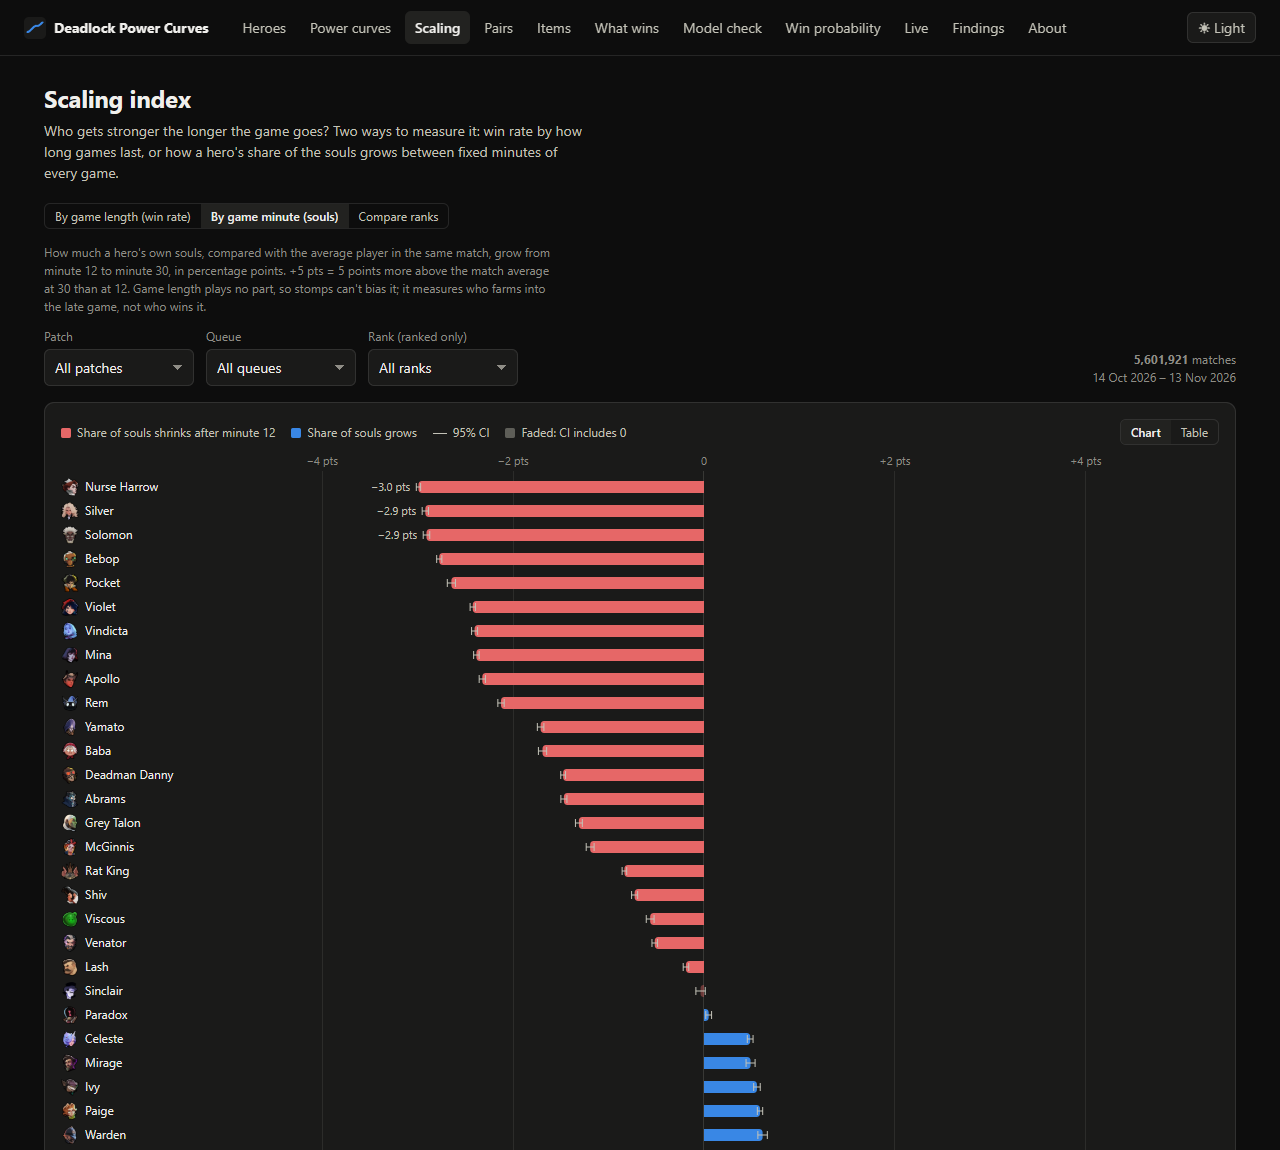 Deadlock Power Curves
Heroes
Power curves
Scaling
Pairs
Items
What wins
Model check
Win probability
Live
Findings
About
☀ Light
Scaling index
Who gets stronger the longer the game goes? Two ways to measure it: win rate by how
long games last, or how a hero's share of the souls grows between fixed minutes of
every game.
By game length (win rate)
By game minute (souls)
Compare ranks
How much a hero's own souls, compared with the average player in the same match, grow from
minute 12 to minute 30, in percentage points. +5 pts = 5 points more above the match average
at 30 than at 12. Game length plays no part, so stomps can't bias it; it measures who farms into
the late game, not who wins it.
Patch
Queue
Rank (ranked only)
All patches
All queues
All ranks
5,601,921 matches
14 Oct 2026 – 13 Nov 2026
Share of souls shrinks after minute 12
Share of souls grows
95% CI
Faded: CI includes 0
Chart
Table
−4 pts
−2 pts
0
+2 pts
+4 pts
Nurse Harrow
−3.0 pts
Silver
−2.9 pts
Solomon
−2.9 pts
Bebop
Pocket
Violet
Vindicta
Mina
Apollo
Rem
Yamato
Baba
Deadman Danny
Abrams
Grey Talon
McGinnis
Rat King
Shiv
Viscous
Venator
Lash
Sinclair
Paradox
Celeste
Mirage
Ivy
Paige
Warden